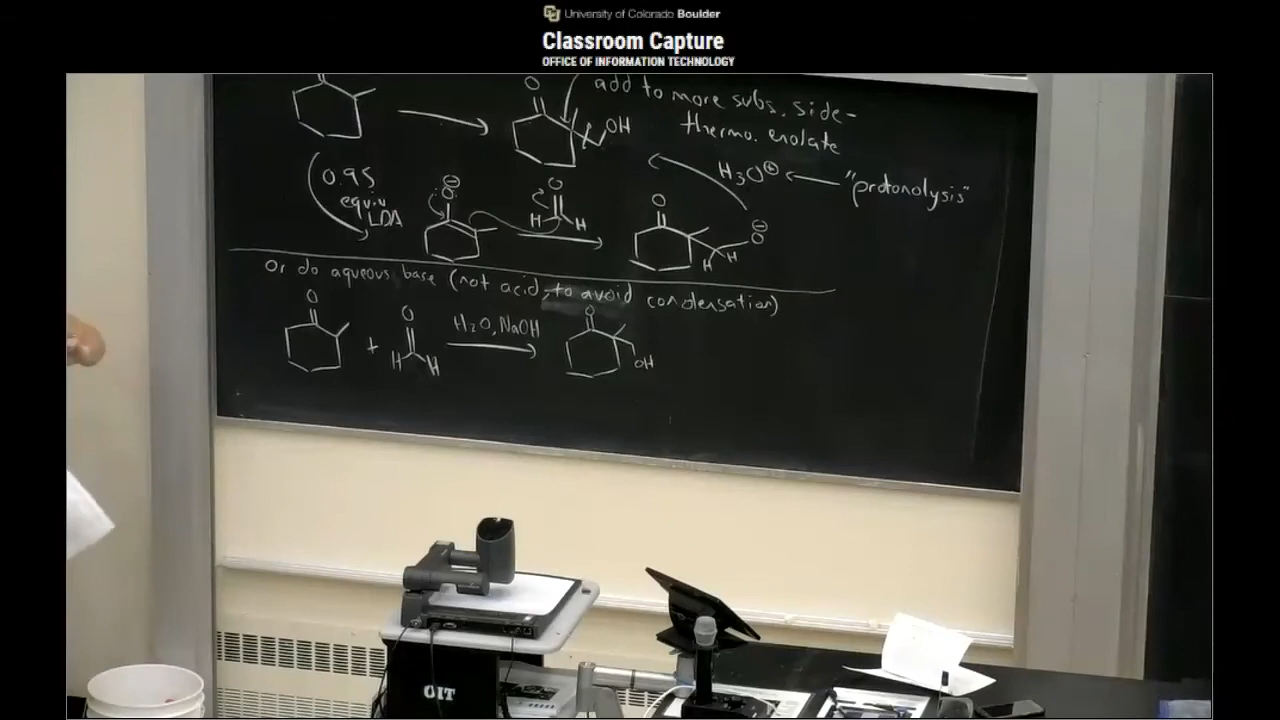 University of Colorado Boulder
Classroom Capture
OFFICE OF INFORMATION TECHNOLOGY
add to more subs. side-
thermo. enolate
O
OH
H₃O⊕ ← "protonolysis"
0.95
equiv
LDA
⊖
O
O
H H
O
⊖
O
H H
Or do aqueous base (not acid, to avoid condensation)
O
+
O
H H
H₂O, NaOH
O
OH
OIT